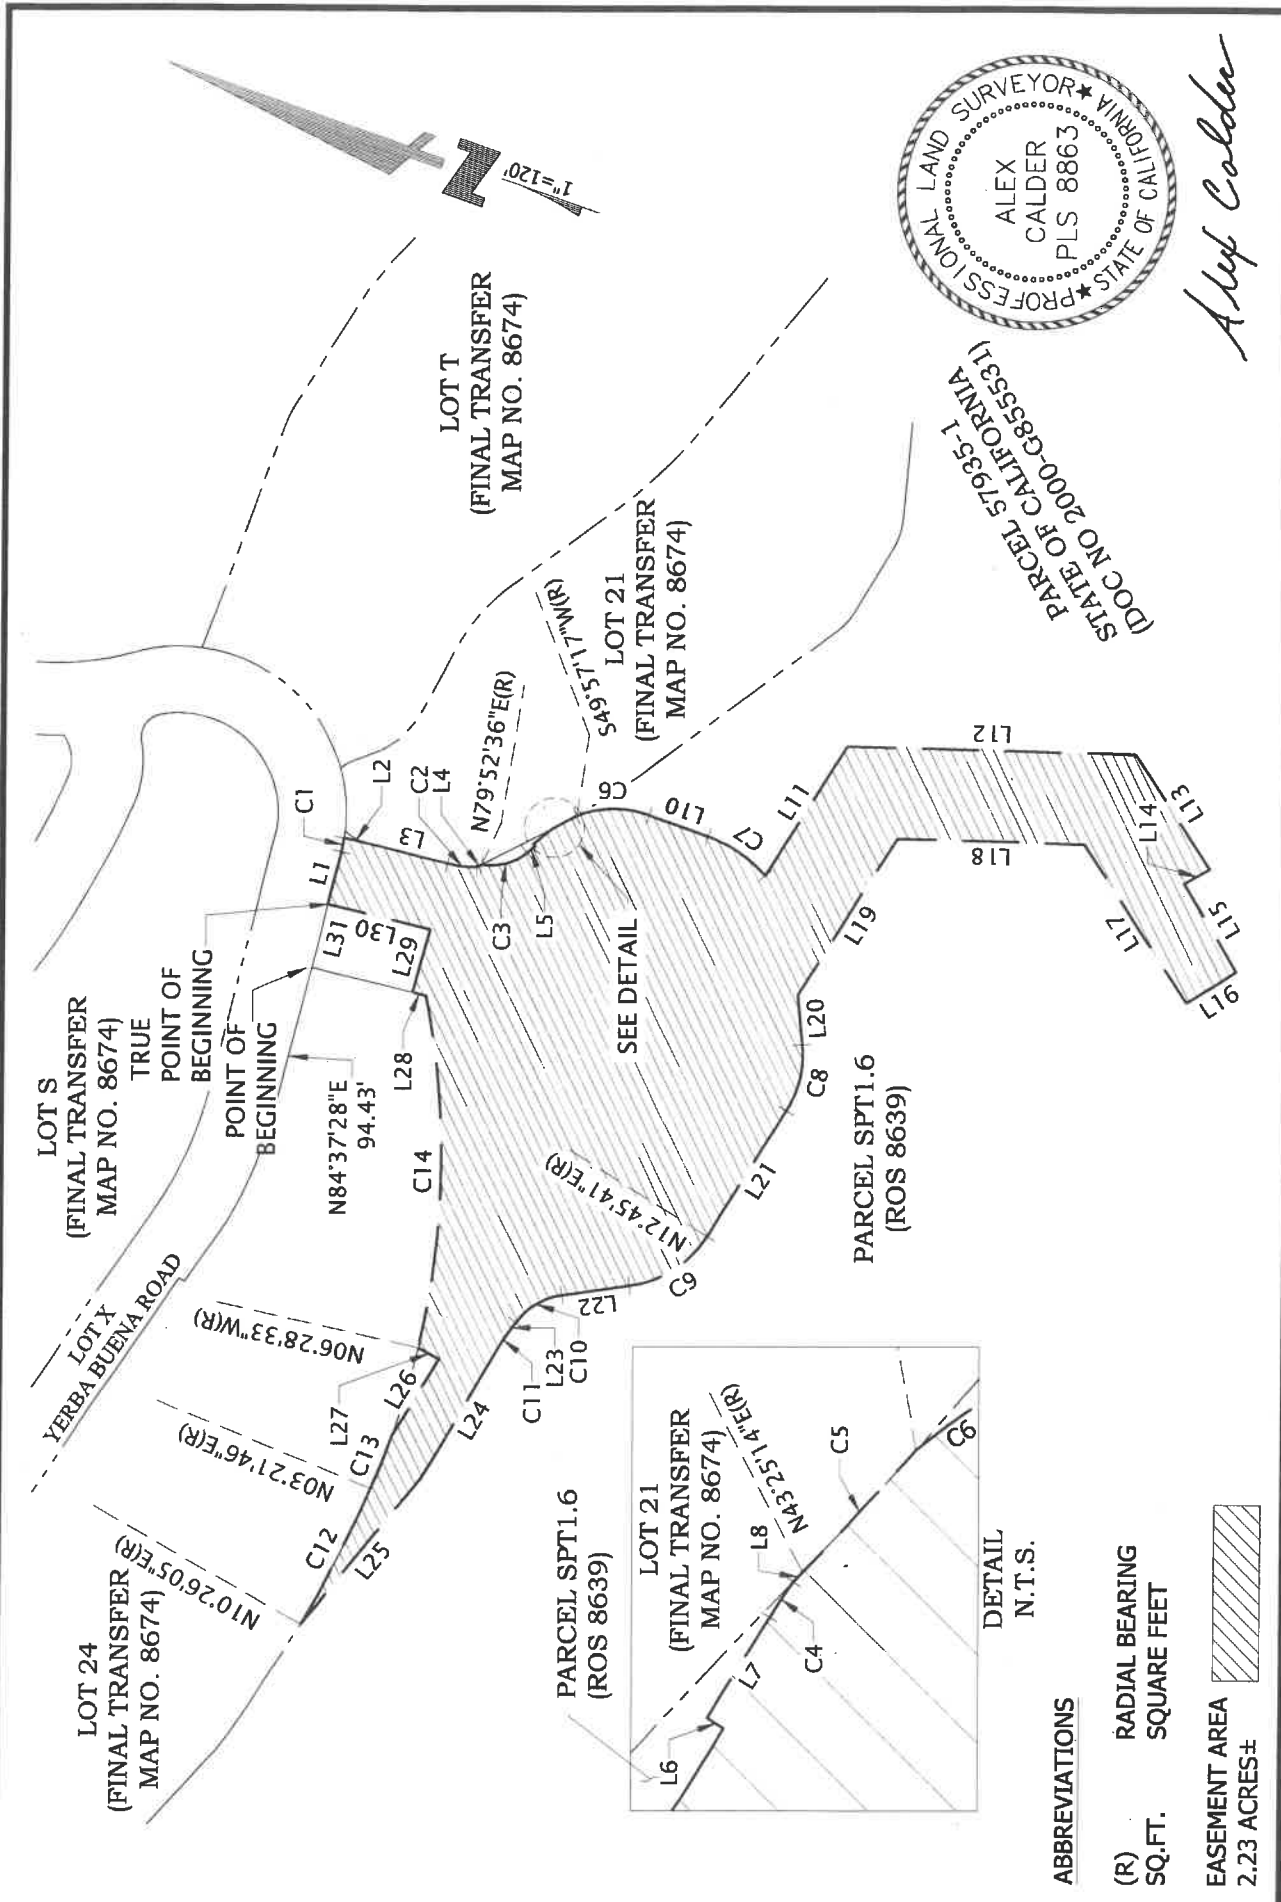 LOT 24
(FINAL TRANSFER
MAP NO. 8674)
LOT X
YERBA BUENA ROAD
LOT S
(FINAL TRANSFER
MAP NO. 8674)
TRUE
POINT OF
BEGINNING
POINT OF
BEGINNING
N84°37'28"E
94.43'
LOT T
(FINAL TRANSFER
MAP NO. 8674)
1"=120'
N10°26'05"E(R)
N03°21'46"E(R)
N06°28'33"W(R)
C12
C13
L25
L26
L27
L24
C11
L23
C10
L22
C9
N12°45'41"E(R)
C14
L28
L29
L30
L31
L1
C1
L2
L3
C2
L4
N79°52'36"E(R)
C3
L5
S49°57'17"W(R)
LOT 21
(FINAL TRANSFER
MAP NO. 8674)
SEE DETAIL
C6
L10
C7
L11
L12
L13
L14
L15
L16
L17
L18
L19
L20
C8
L21
PARCEL SPT1.6
(ROS 8639)
PARCEL 57935-1
STATE OF CALIFORNIA
(DOC NO 2000-G855531)
PARCEL SPT1.6
(ROS 8639)
LOT 21
(FINAL TRANSFER
MAP NO. 8674)
L6
L7
C4
L8
N43°25'14"E(R)
C5
C6
DETAIL
N.T.S.
ABBREVIATIONS
(R) RADIAL BEARING
SQ.FT. SQUARE FEET
EASEMENT AREA
2.23 ACRES±
PROFESSIONAL LAND SURVEYOR
ALEX
CALDER
PLS 8863
STATE OF CALIFORNIA
Alex Calder